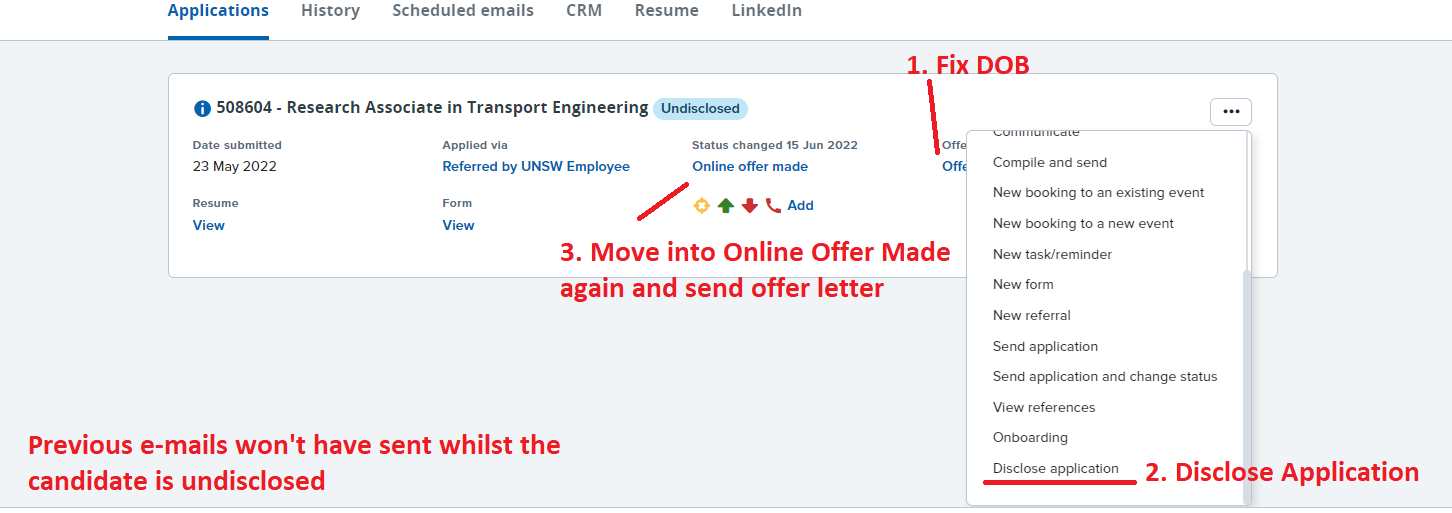 Applications History Scheduled emails CRM Resume LinkedIn
1. Fix DOB
508604 - Research Associate in Transport Engineering Undisclosed
Date submitted Applied via Status changed 15 Jun 2022 Offe
23 May 2022 Referred by UNSW Employee Online offer made Offe
Resume Form
View View Add
3. Move into Online Offer Made
again and send offer letter
Communicate
Compile and send
New booking to an existing event
New booking to a new event
New task/reminder
New form
New referral
Send application
Send application and change status
View references
Onboarding
Disclose application
2. Disclose Application
Previous e-mails won't have sent whilst the
candidate is undisclosed